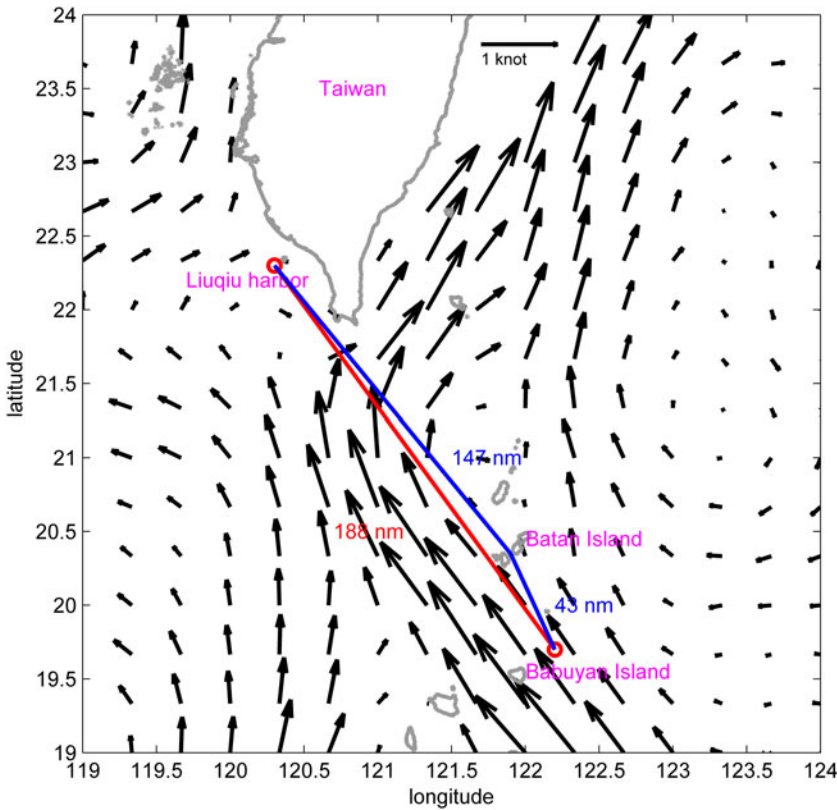 24
23.5
23
22.5
22
21.5
21
20.5
20
19.5
19
latitude
1 knot
Taiwan
Liuqiu harbor
147 nm
188 nm
Batan Island
43 nm
Babuyan Island
119 119.5 120 120.5 121 121.5 122 122.5 123 123.5 124
longitude